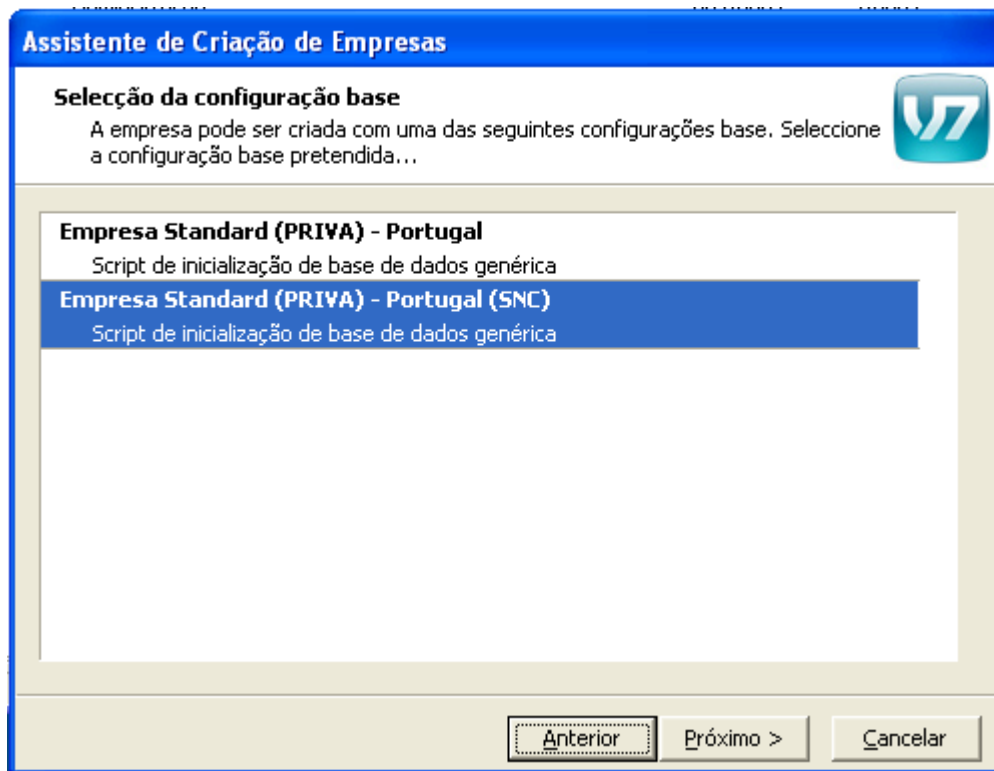 Assistente de Criação de Empresas
Selecção da configuração base
A empresa pode ser criada com uma das seguintes configurações base. Seleccione
a configuração base pretendida...
V7
Empresa Standard (PRIVA) - Portugal
Script de inicialização de base de dados genérica
Empresa Standard (PRIVA) - Portugal (SNC)
Script de inicialização de base de dados genérica
Anterior
Próximo >
Cancelar